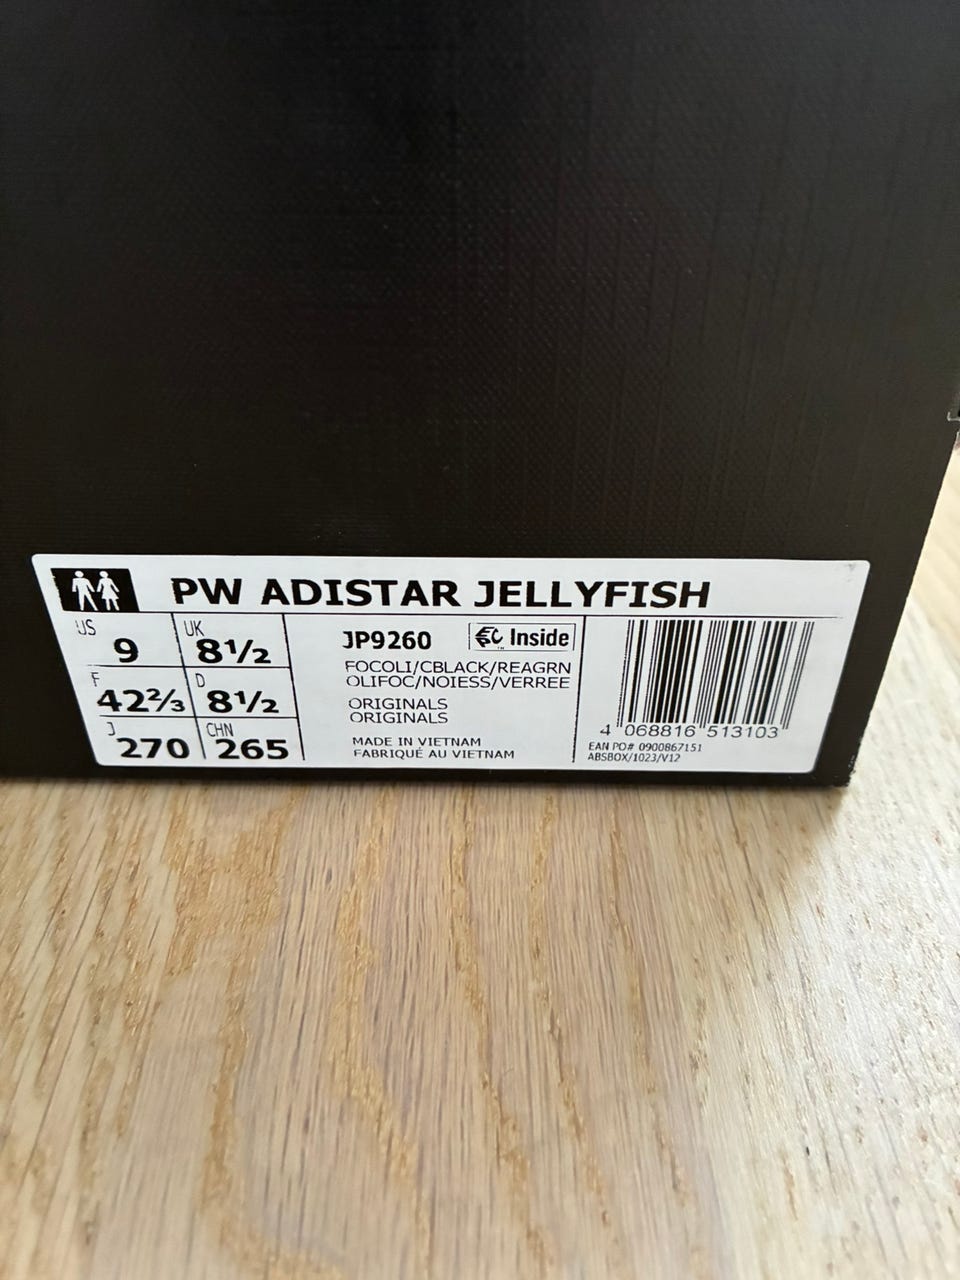 PW ADISTAR JELLYFISH
US 9
UK 8½
F 42⅔
D 8½
J 270
CHN 265
JP9260
Inside
FOCOLI/CBLACK/REAGRN
OLIFOC/NOIESS/VERREE
ORIGINALS
ORIGINALS
MADE IN VIETNAM
FABRIQUÉ AU VIETNAM
4 068816 513103
EAN PO# 0900867151
ABSBOX/1023/V12